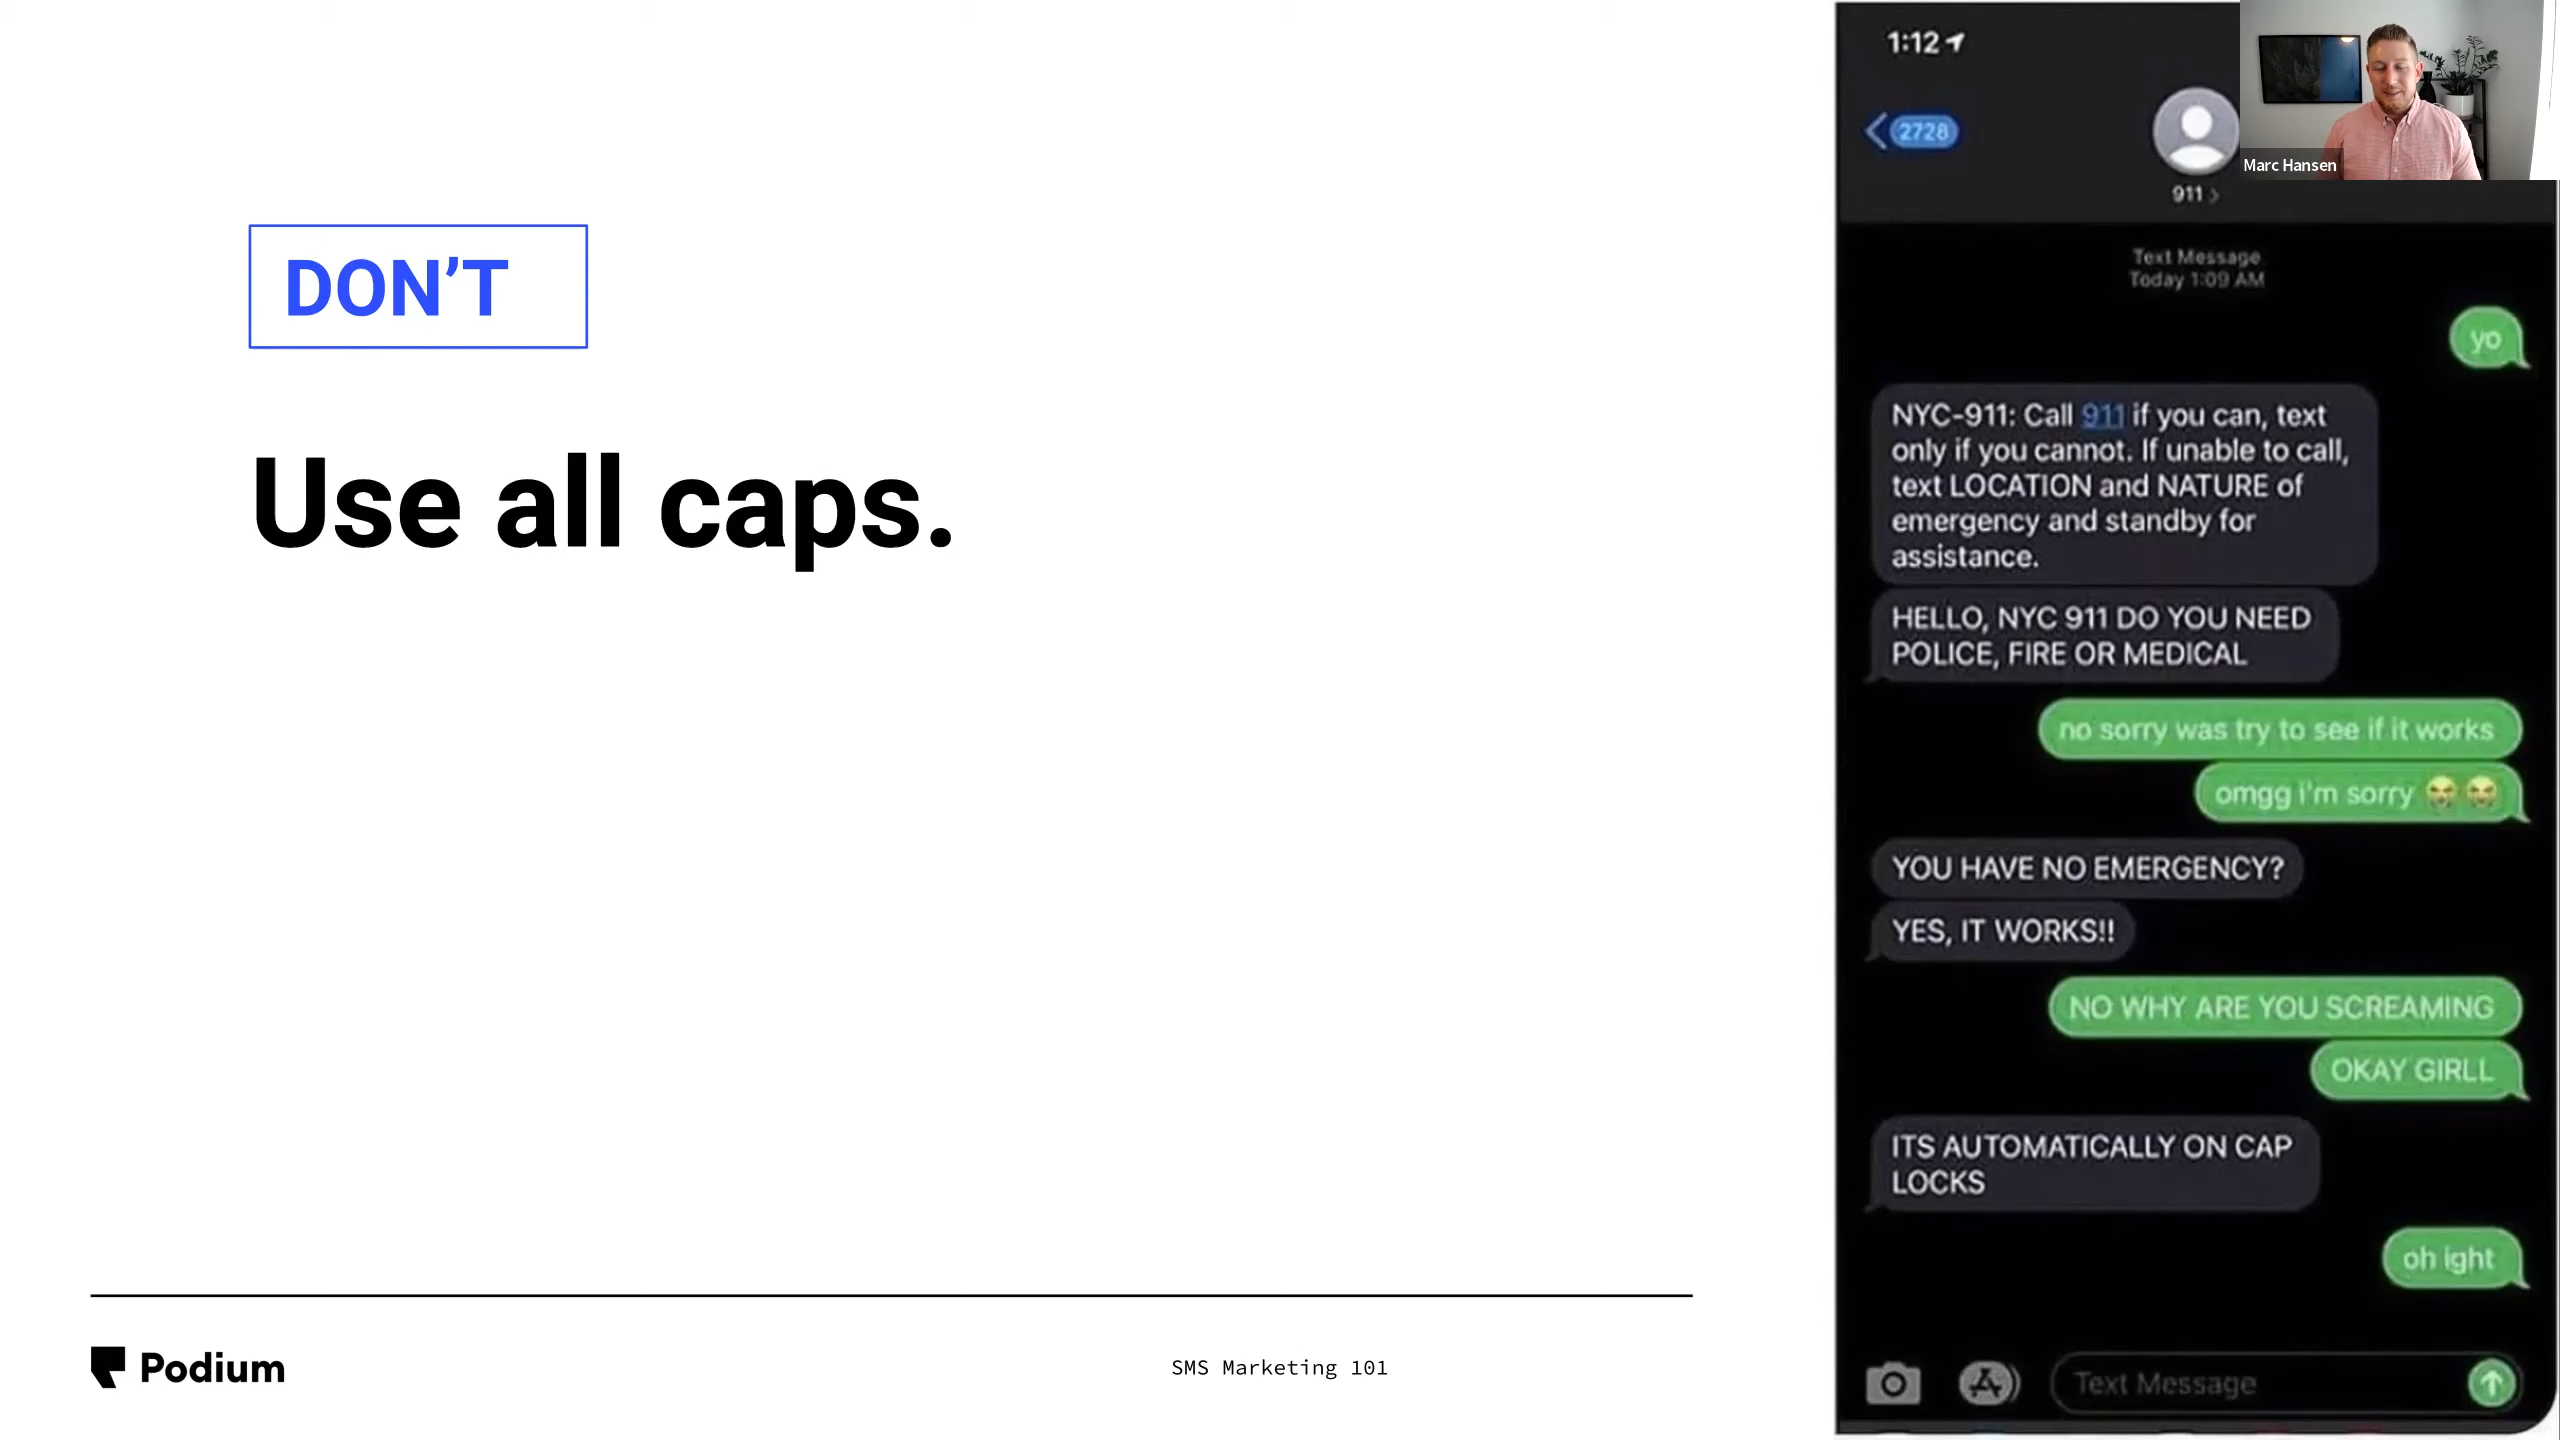 DON’T
Use all caps.
Podium
SMS Marketing 101
1:12
2728
911
Marc Hansen
Text Message
Today 1:09 AM
yo
NYC-911: Call 911 if you can, text
only if you cannot. If unable to call,
text LOCATION and NATURE of
emergency and standby for
assistance.
HELLO, NYC 911 DO YOU NEED
POLICE, FIRE OR MEDICAL
no sorry was try to see if it works
omgg i'm sorry 😭 😭
YOU HAVE NO EMERGENCY?
YES, IT WORKS!!
NO WHY ARE YOU SCREAMING
OKAY GIRLL
ITS AUTOMATICALLY ON CAP
LOCKS
oh ight
Text Message